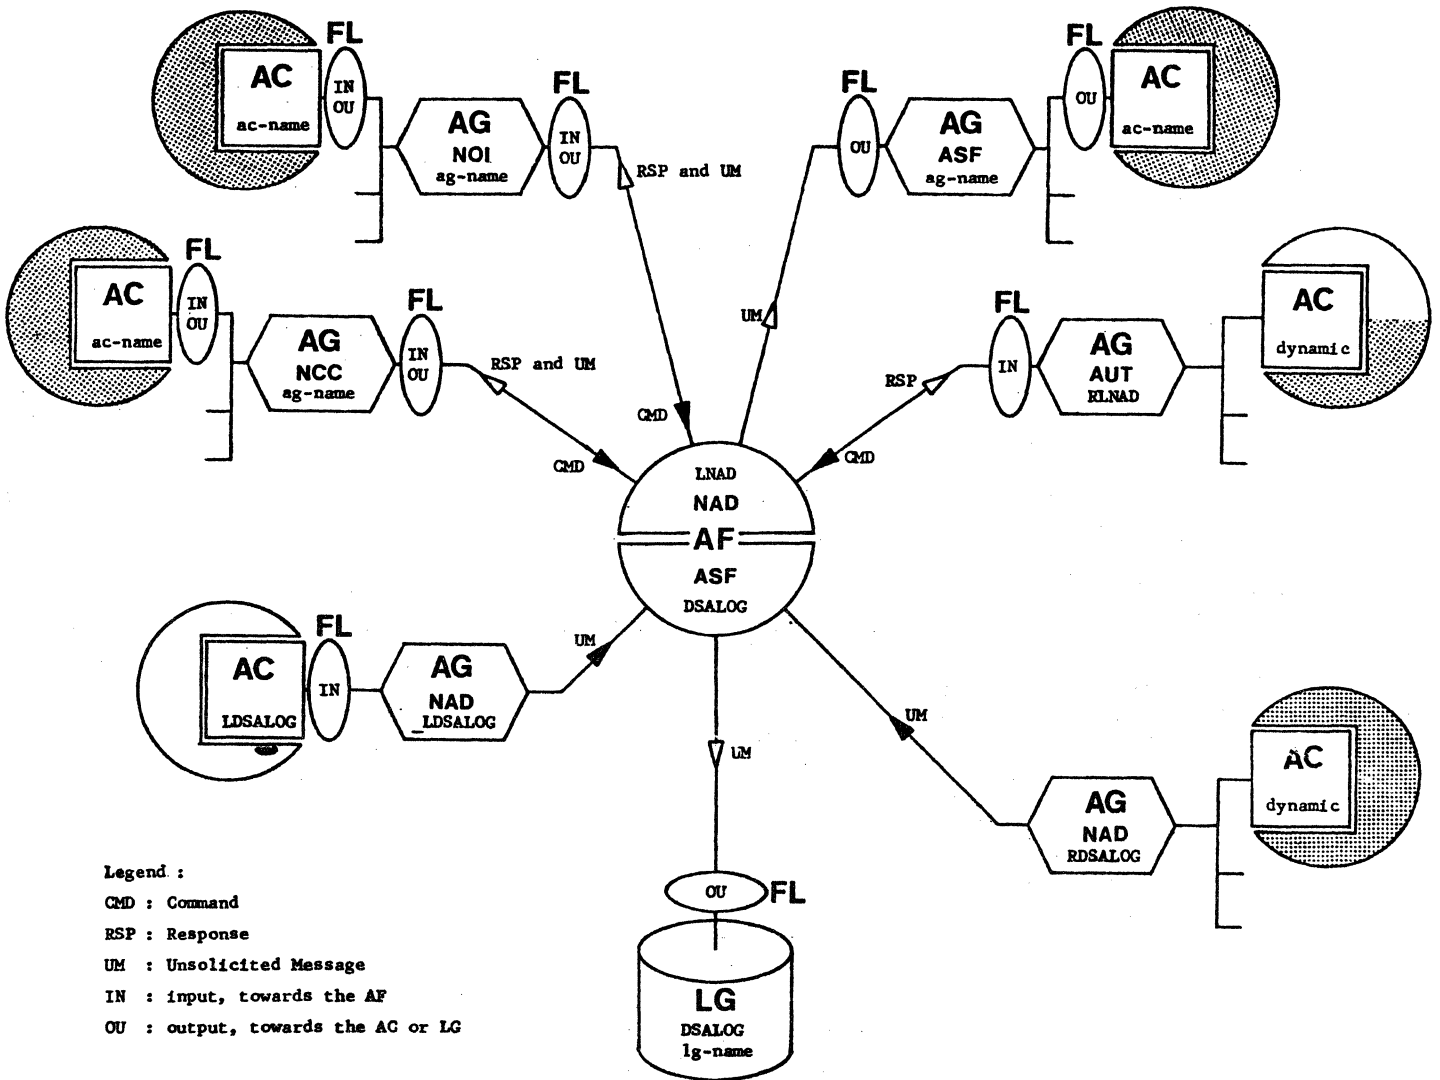 FL
AC
ac-name
IN
OU
AG
NOI
ag-name
FL
IN
OU
RSP and UM
FL
OU
AG
ASF
ag-name
FL
OU
AC
ac-name
FL
AC
ac-name
IN
OU
AG
NCC
ag-name
FL
IN
OU
RSP and UM
CMD
CMD
UM
FL
IN
RSP
CMD
AG
AUT
RLNAD
AC
dynamic
LNAD
NAD
AF
ASF
DSALOG
FL
AC
LDSALOG
IN
AG
NAD
_LDSALOG
UM
UM
UM
AG
NAD
RDSALOG
AC
dynamic
OU
FL
LG
DSALOG
lg-name
Legend :
CMD : Command
RSP : Response
UM : Unsolicited Message
IN : input, towards the AF
OU : output, towards the AC or LG